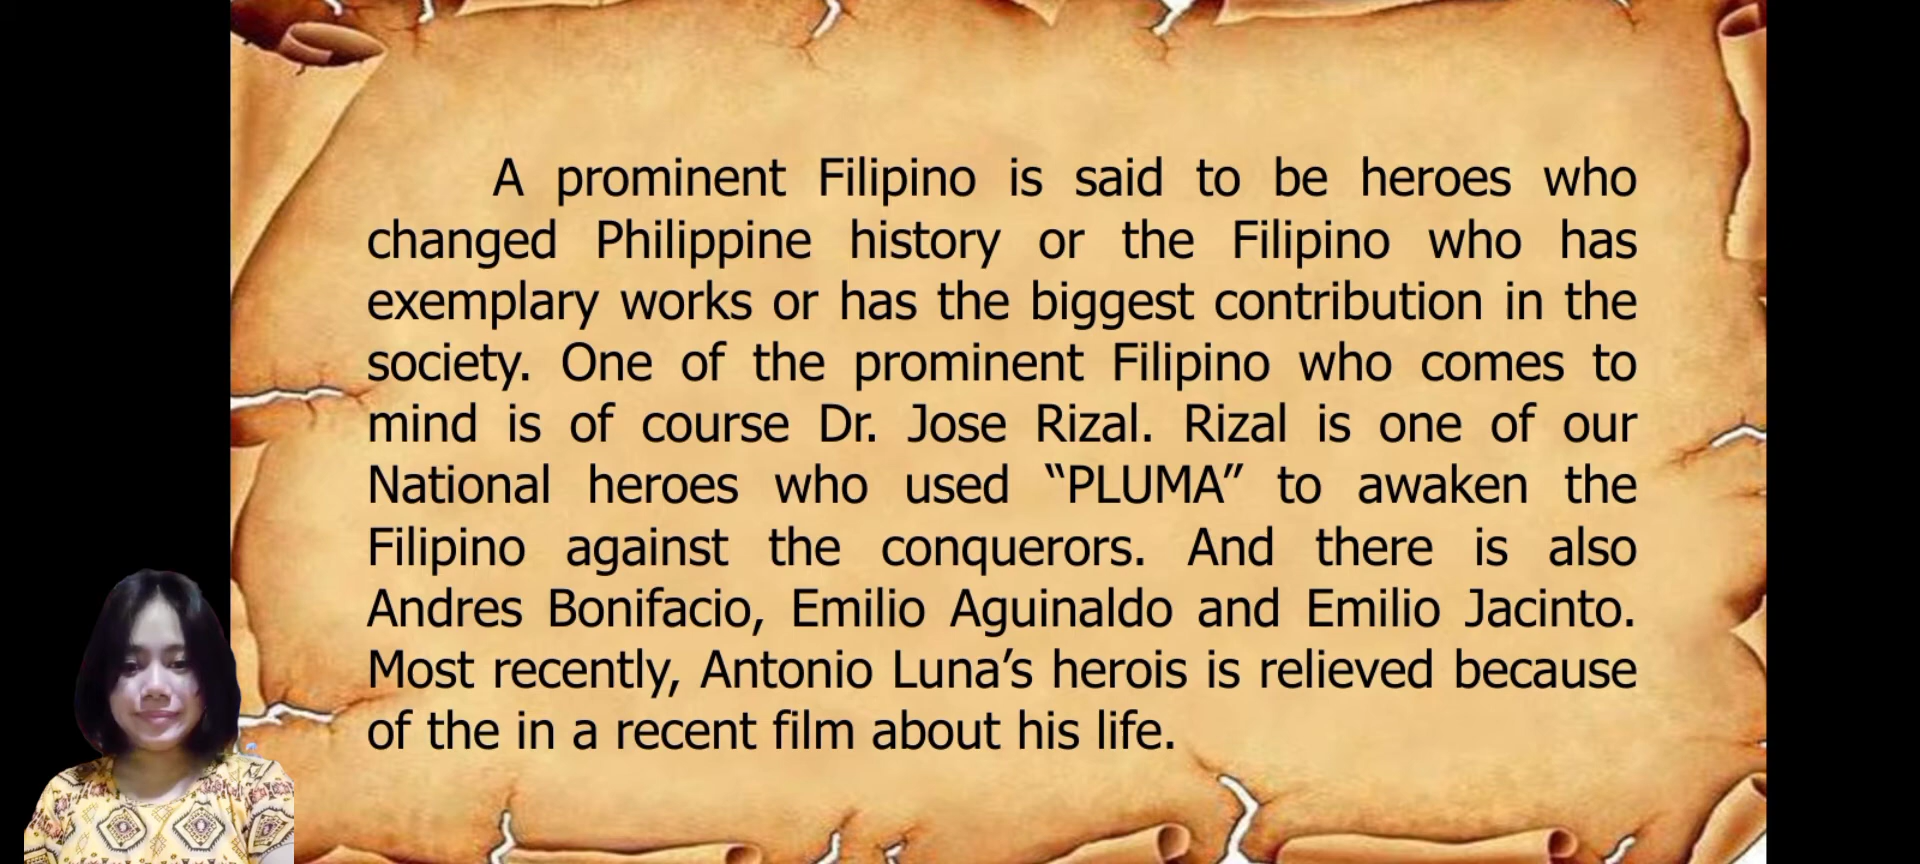 A prominent Filipino is said to be heroes who
changed Philippine history or the Filipino who has
exemplary works or has the biggest contribution in the
society. One of the prominent Filipino who comes to
mind is of course Dr. Jose Rizal. Rizal is one of our
National heroes who used “PLUMA” to awaken the
Filipino against the conquerors. And there is also
Andres Bonifacio, Emilio Aguinaldo and Emilio Jacinto.
Most recently, Antonio Luna’s herois is relieved because
of the in a recent film about his life.